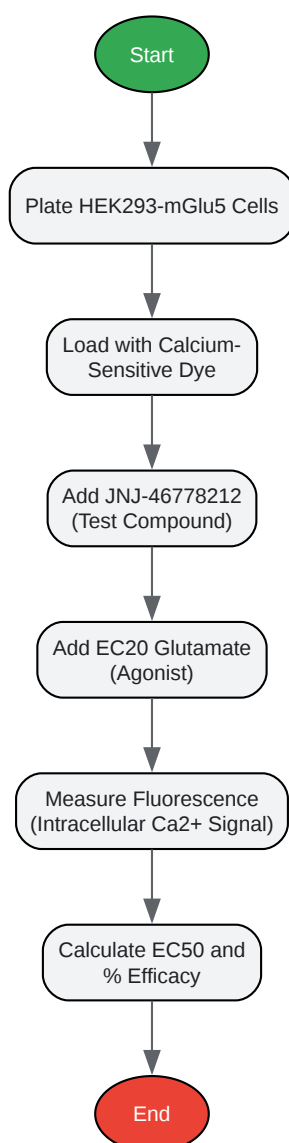 Start
Plate HEK293-mGlu5 Cells
Load with Calcium-
Sensitive Dye
Add JNJ-46778212
(Test Compound)
Add EC20 Glutamate
(Agonist)
Measure Fluorescence
(Intracellular Ca2+ Signal)
Calculate EC50 and
% Efficacy
End